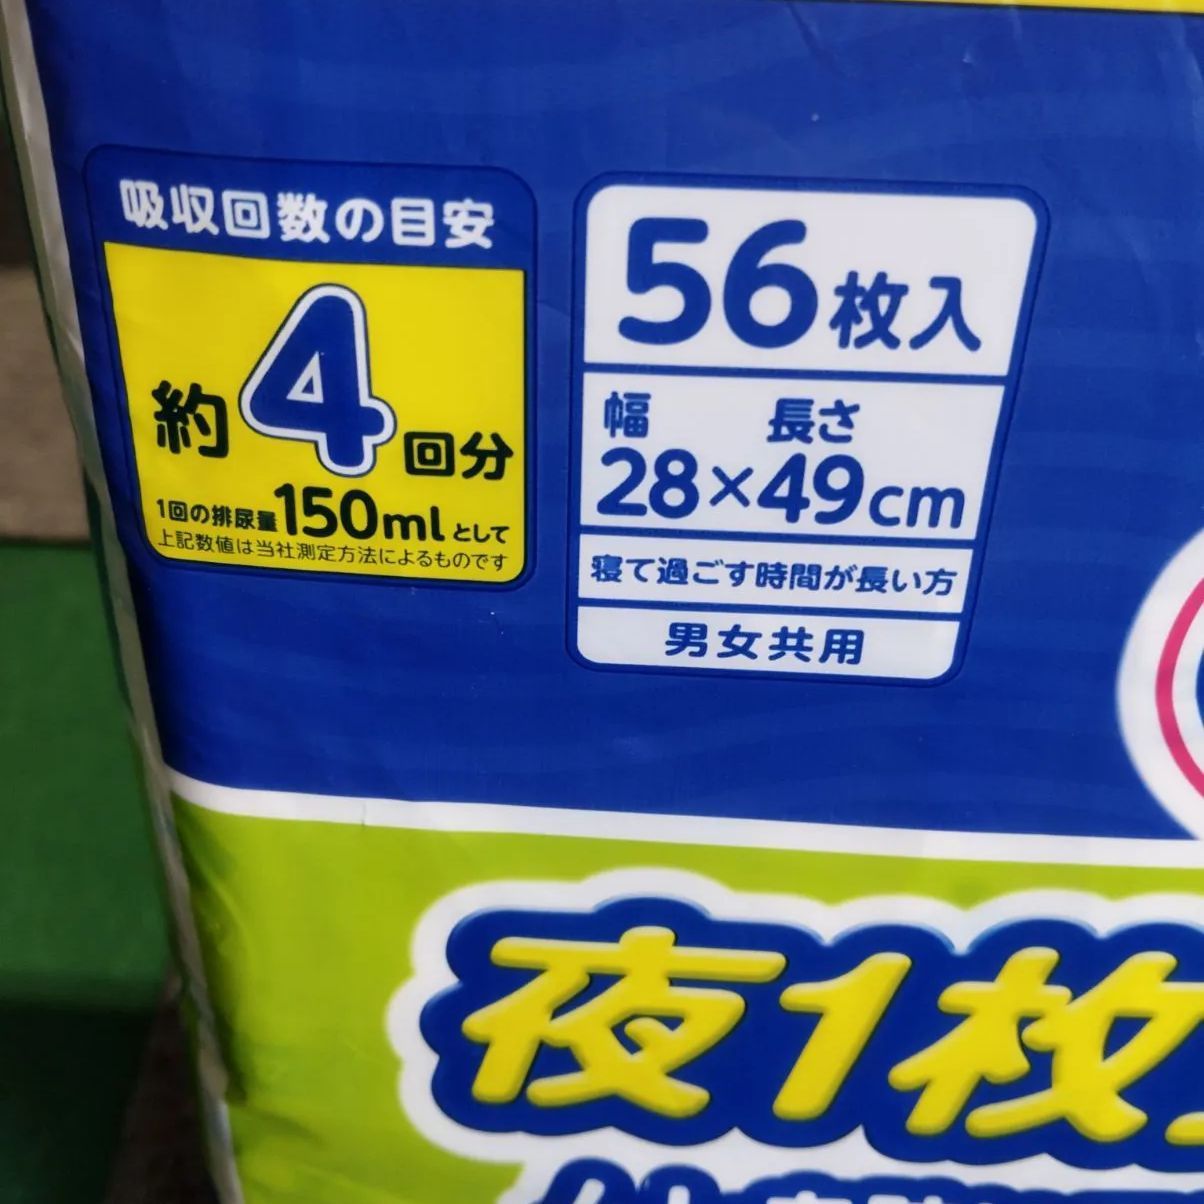 吸収回数の目安
約4回分
1回の排尿量150mlとして
上記数値は当社測定方法によるものです
56枚入
幅 長さ
28×49cm
寝て過ごす時間が長い方
男女共用
夜1枚